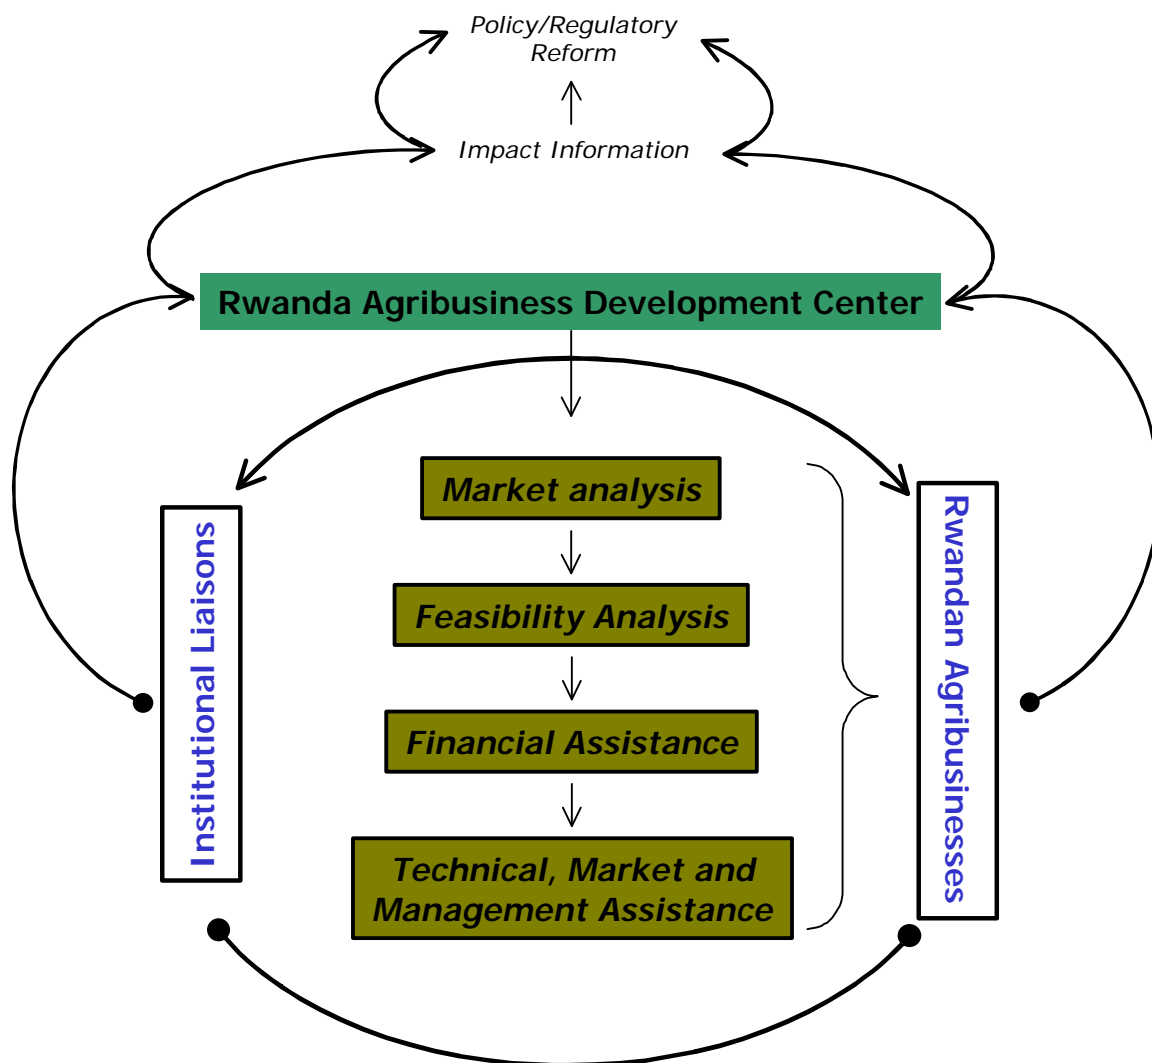 Policy/Regulatory
Reform
Impact Information
Rwanda Agribusiness Development Center
Market analysis
Feasibility Analysis
Financial Assistance
Technical, Market and
Management Assistance
Institutional Liaisons
Rwandan Agribusinesses